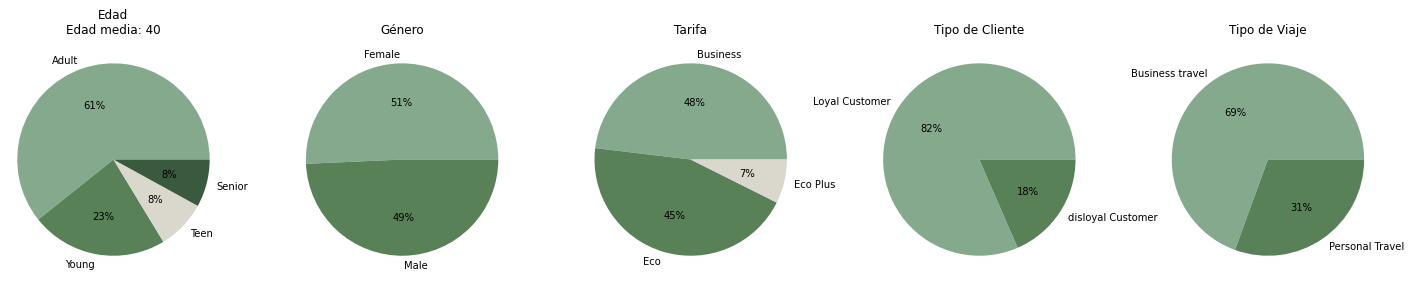 Edad
Edad media: 40
Adult
61%
23%
Young
8%
Teen
8%
Senior
Género
Female
51%
49%
Male
Tarifa
Business
48%
45%
Eco
7%
Eco Plus
Tipo de Cliente
Loyal Customer
82%
18%
disloyal Customer
Tipo de Viaje
Business travel
69%
31%
Personal Travel